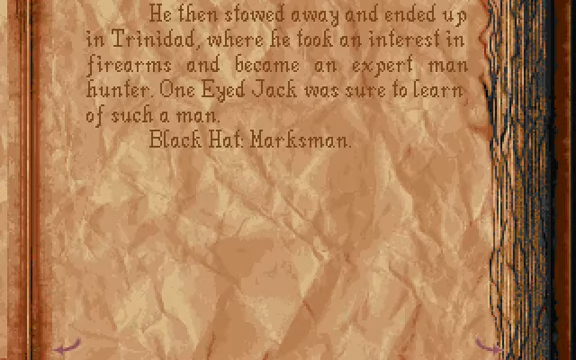 He then stowed away and ended up
in Trinidad, where he took an interest in
firearms and became an expert man
hunter. One Eyed Jack was sure to learn
of such a man.
Black Hat: Marksman.